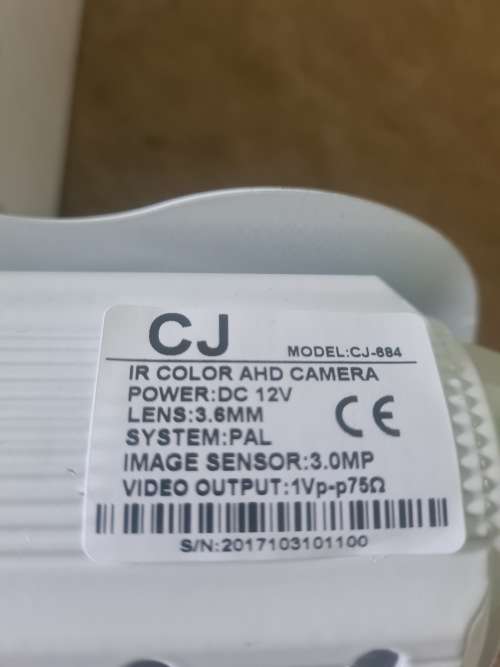 CJ
MODEL:CJ-684
IR COLOR AHD CAMERA
POWER:DC 12V
LENS:3.6MM
CE
SYSTEM:PAL
IMAGE SENSOR:3.0MP
VIDEO OUTPUT:1Vp-p75Ω
S/N:2017103101100